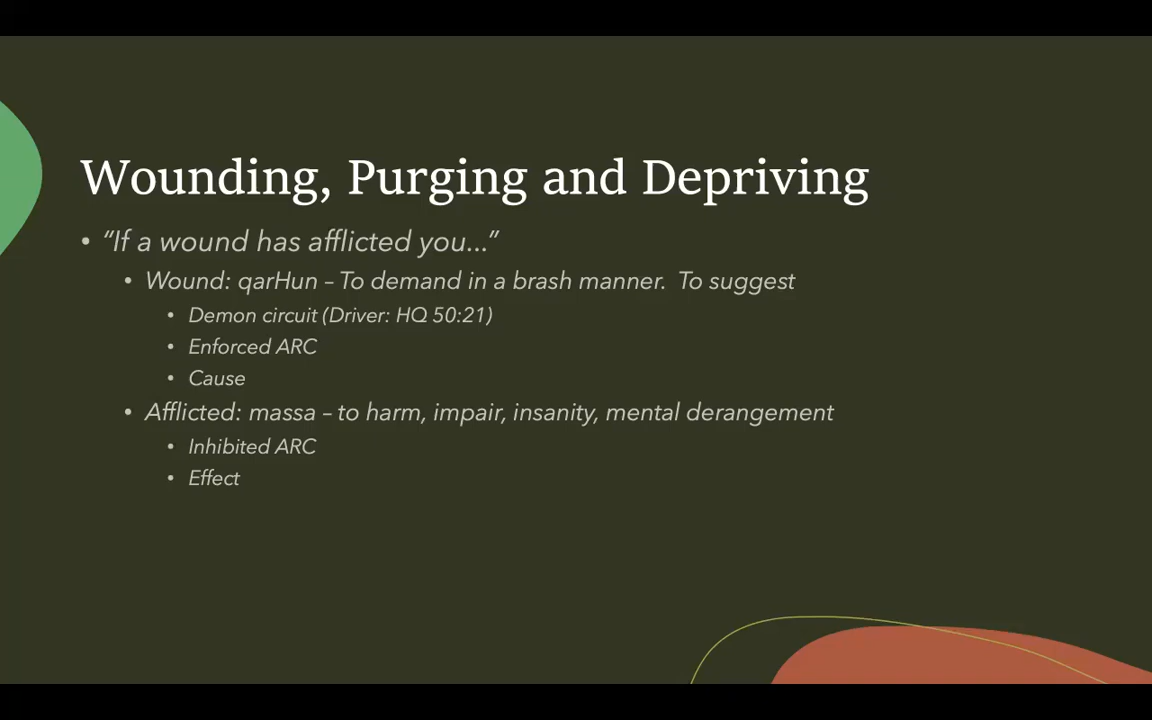 Wounding, Purging and Depriving
• “If a wound has afflicted you...”
• Wound: qarHun – To demand in a brash manner.  To suggest
• Demon circuit (Driver: HQ 50:21)
• Enforced ARC
• Cause
• Afflicted: massa – to harm, impair, insanity, mental derangement
• Inhibited ARC
• Effect